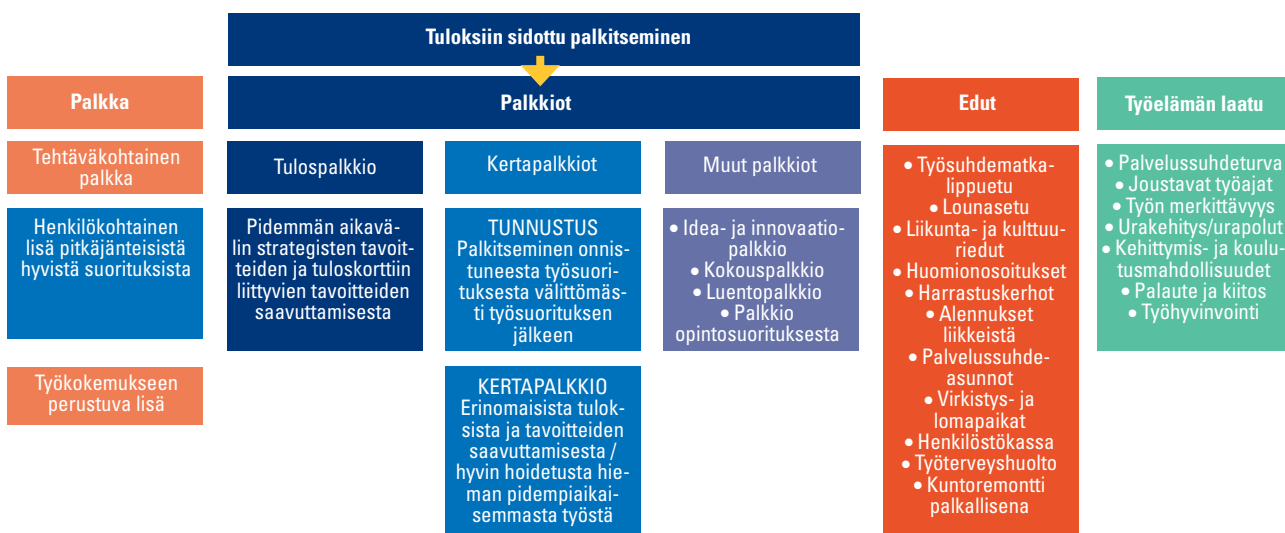 Tuloksiin sidottu palkitseminen
Palkka
Palkkiot
Edut
Työelämän laatu
Tehtäväkohtainen
palkka
Henkilökohtainen
lisä pitkäjänteisistä
hyvistä suorituksista
Työkokemukseen
perustuva lisä
Tulospalkkio
Pidemmän aikavä-
lin strategisten tavoit-
teiden ja tuloskorttiin
liittyvien tavoitteiden
saavuttamisesta
Kertapalkkiot
TUNNUSTUS
Palkitseminen onnis-
tuneesta työsuori-
tuksesta välittömäs-
ti työsuorituksen
jälkeen
KERTAPALKKIO
Erinomaisista tulok-
sista ja tavoitteiden
saavuttamisesta /
hyvin hoidetusta hie-
man pidempiaikai-
semmasta työstä
Muut palkkiot
• Idea- ja innovaatio-
palkkio
• Kokouspalkkio
• Luentopalkkio
• Palkkio
opintosuorituksesta
• Työsuhdematka-
lippuetu
• Lounasetu
• Liikunta- ja kulttuu-
riedut
• Huomionosoitukset
• Harrastuskerhot
• Alennukset
liikkeistä
• Palvelussuhde-
asunnot
• Virkistys- ja
lomapaikat
• Henkilöstökassa
• Työterveyshuolto
• Kuntoremontti
palkallisena
• Palvelussuhdeturva
• Joustavat työajat
• Työn merkittävyys
• Urakehitys/urapolut
• Kehittymis- ja koulu-
tusmahdollisuudet
• Palaute ja kiitos
• Työhyvinvointi